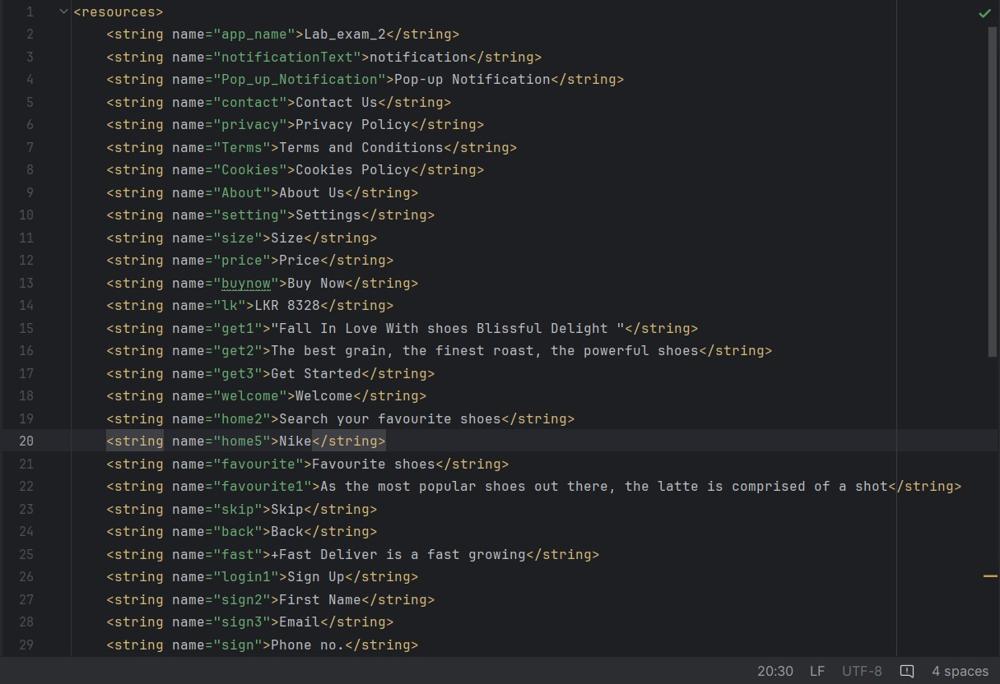 1 <resources>
2 <string name="app_name">Lab_exam_2</string>
3 <string name="notificationText">notification</string>
4 <string name="Pop_up_Notification">Pop-up Notification</string>
5 <string name="contact">Contact Us</string>
6 <string name="privacy">Privacy Policy</string>
7 <string name="Terms">Terms and Conditions</string>
8 <string name="Cookies">Cookies Policy</string>
9 <string name="About">About Us</string>
10 <string name="setting">Settings</string>
11 <string name="size">Size</string>
12 <string name="price">Price</string>
13 <string name="buynow">Buy Now</string>
14 <string name="lk">LKR 8328</string>
15 <string name="get1">"Fall In Love With shoes Blissful Delight "</string>
16 <string name="get2">The best grain, the finest roast, the powerful shoes</string>
17 <string name="get3">Get Started</string>
18 <string name="welcome">Welcome</string>
19 <string name="home2">Search your favourite shoes</string>
20 <string name="home5">Nike</string>
21 <string name="favourite">Favourite shoes</string>
22 <string name="favourite1">As the most popular shoes out there, the latte is comprised of a shot</string>
23 <string name="skip">Skip</string>
24 <string name="back">Back</string>
25 <string name="fast">+Fast Deliver is a fast growing</string>
26 <string name="login1">Sign Up</string>
27 <string name="sign2">First Name</string>
28 <string name="sign3">Email</string>
29 <string name="sign">Phone no.</string>
20:30 LF UTF-8 4 spaces